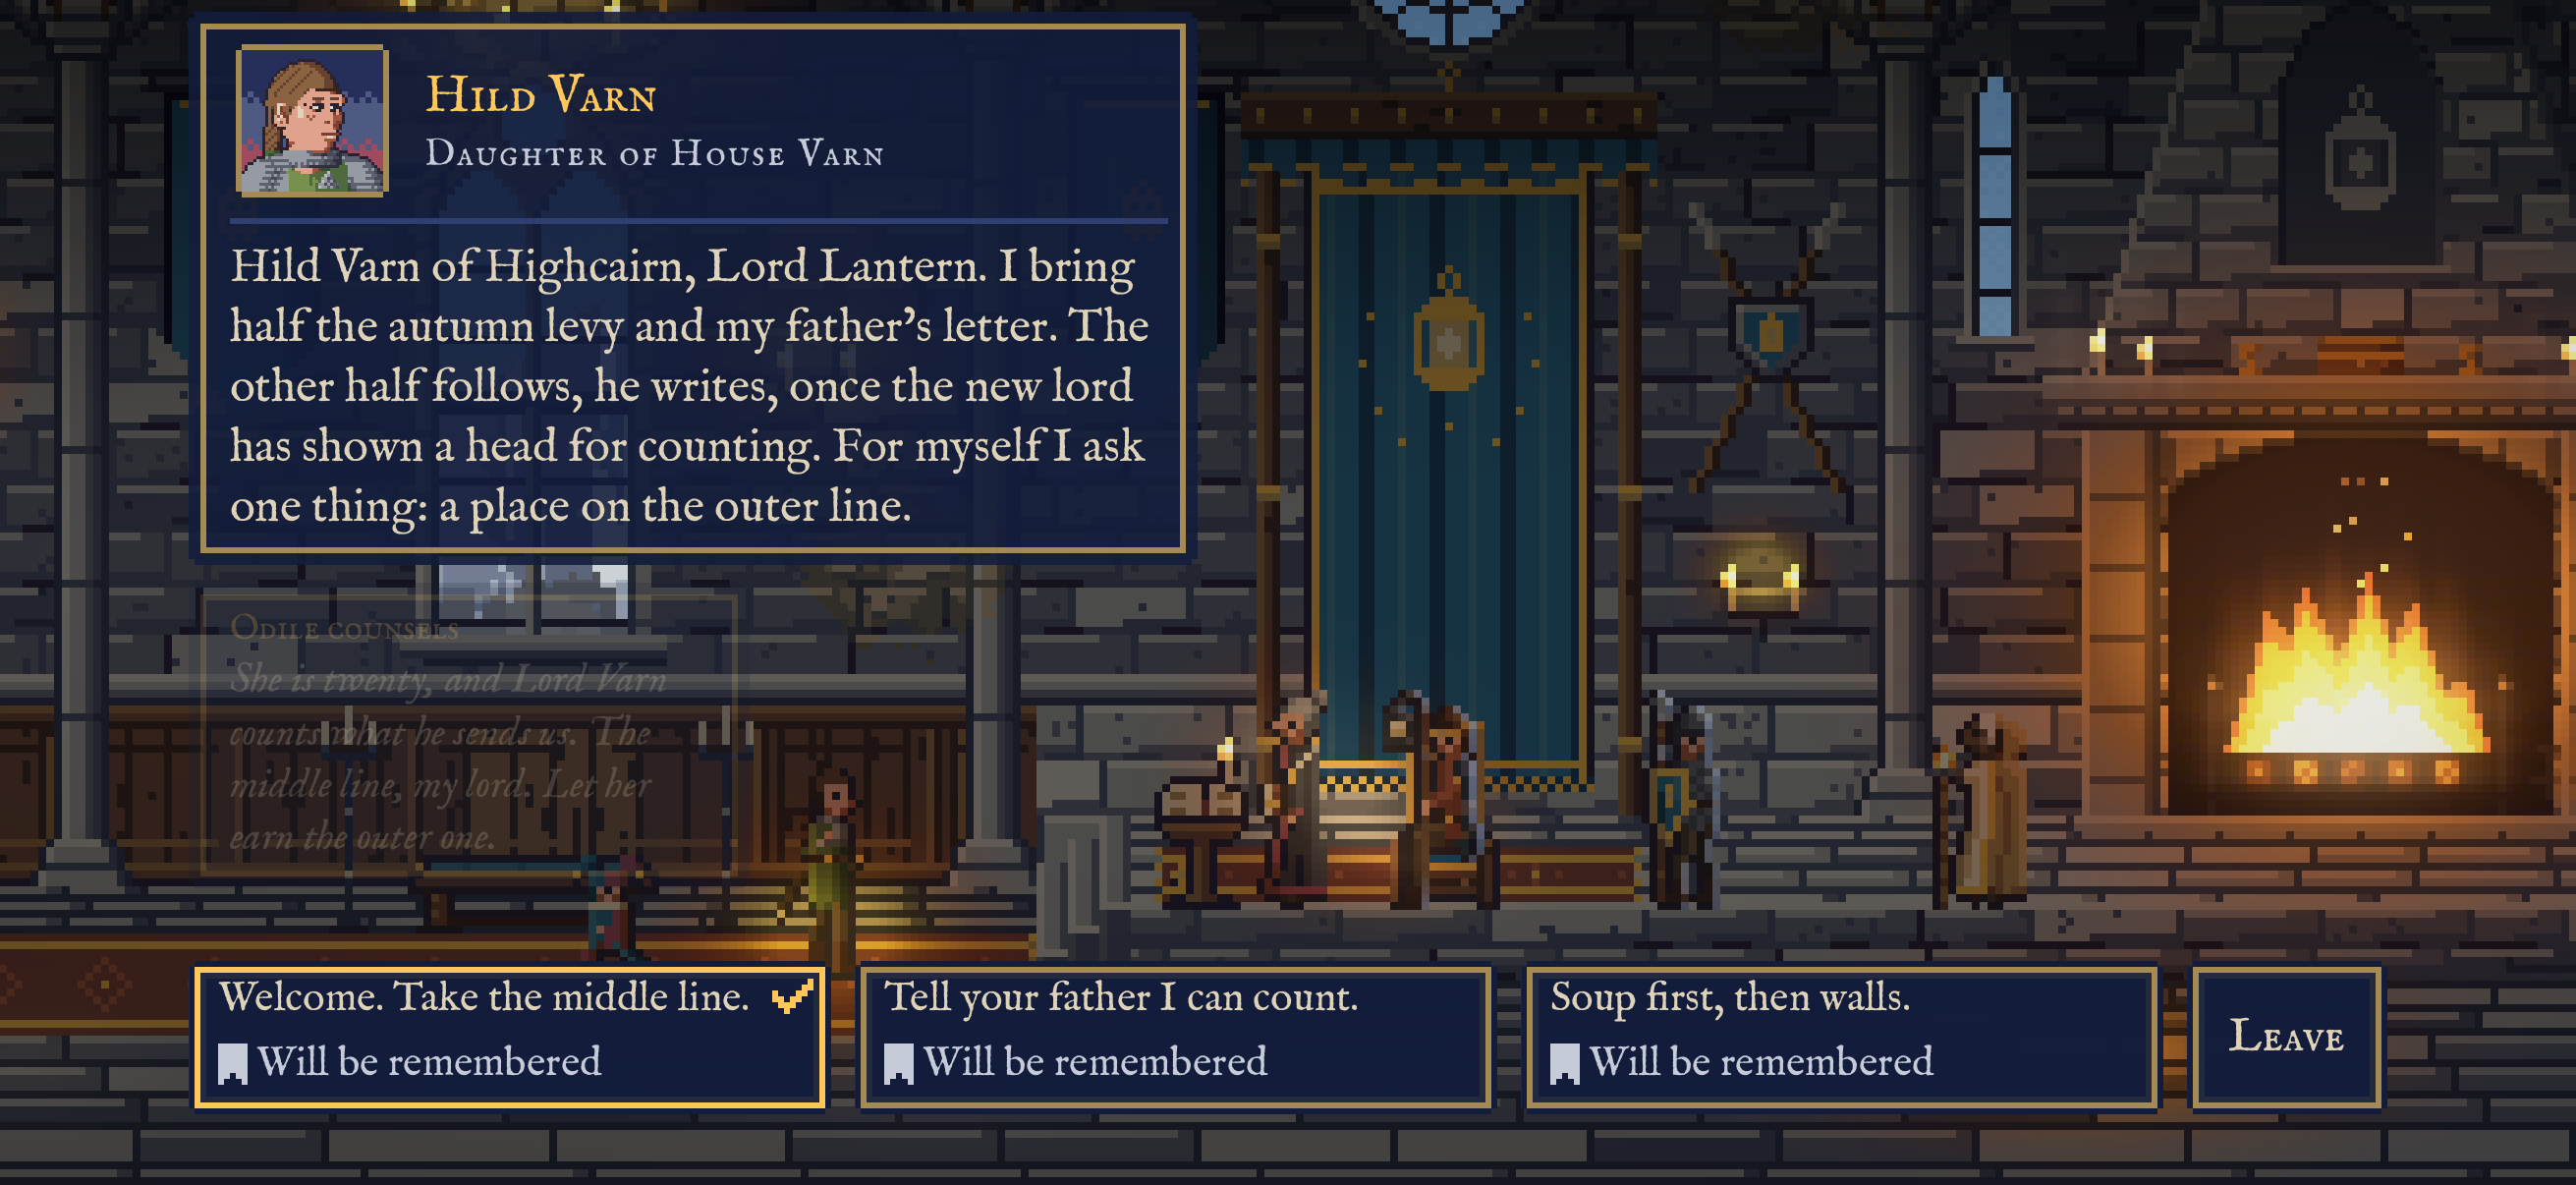 Hild Varn
Daughter of House Varn
Hild Varn of Highcairn, Lord Lantern. I bring
half the autumn levy and my father's letter. The
other half follows, he writes, once the new lord
has shown a head for counting. For myself I ask
one thing: a place on the outer line.
Odile counsels
She is twenty, and Lord Varn
counts what he sends us. The
middle line, my lord. Let her
earn the outer one.
Welcome. Take the middle line.
Will be remembered
Tell your father I can count.
Will be remembered
Soup first, then walls.
Will be remembered
Leave